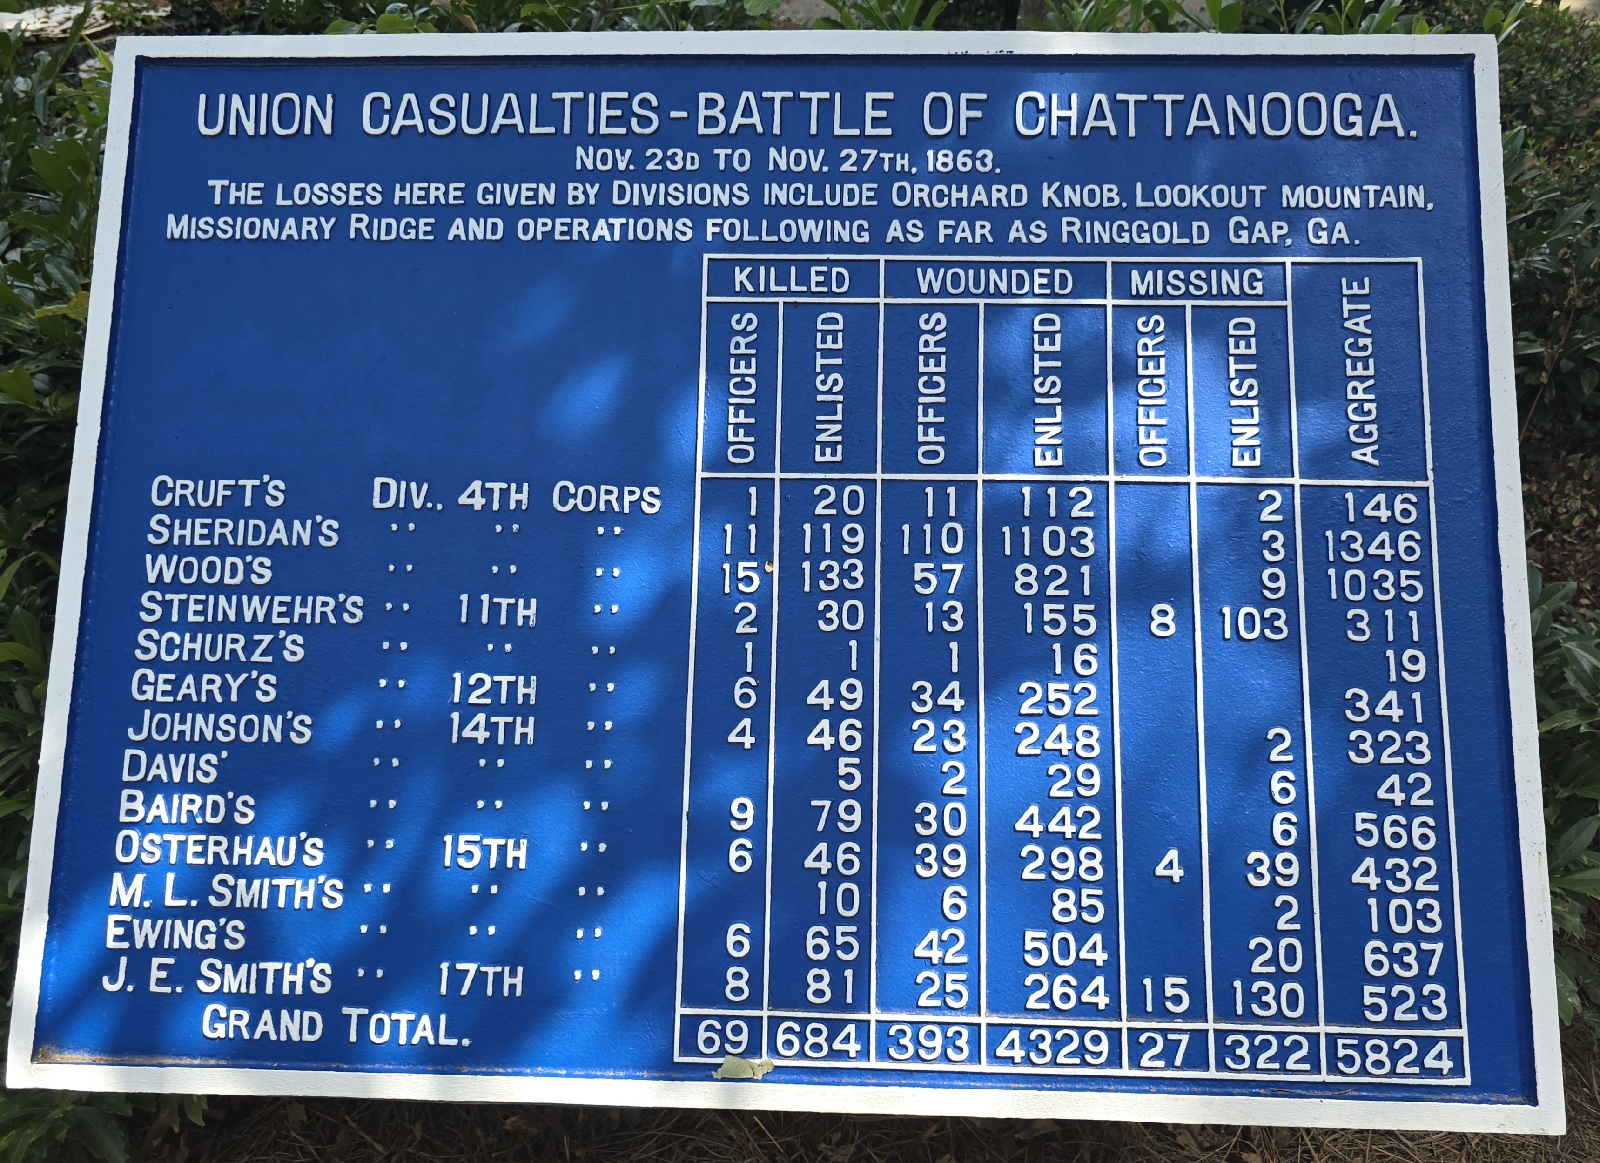 UNION CASUALTIES-BATTLE OF CHATTANOOGA.
NOV. 23D TO NOV. 27TH, 1863.
THE LOSSES HERE GIVEN BY DIVISIONS INCLUDE ORCHARD KNOB, LOOKOUT MOUNTAIN,
MISSIONARY RIDGE AND OPERATIONS FOLLOWING AS FAR AS RINGGOLD GAP, GA.
KILLED WOUNDED MISSING AGGREGATE
OFFICERS ENLISTED OFFICERS ENLISTED OFFICERS ENLISTED
CRUFT'S DIV., 4TH CORPS 1 20 11 112 2 146
SHERIDAN'S " " " 11 119 110 1103 3 1346
WOOD'S " " " 15 133 57 821 9 1035
STEINWEHR'S " 11TH " 2 30 13 155 8 103 311
SCHURZ'S " " " 1 1 1 16 19
GEARY'S " 12TH " 6 49 34 252 341
JOHNSON'S " 14TH " 4 46 23 248 2 323
DAVIS' " " " 5 2 29 6 42
BAIRD'S " " " 9 79 30 442 6 566
OSTERHAU'S " 15TH " 6 46 39 298 4 39 432
M. L. SMITH'S " " " 10 6 85 2 103
EWING'S " " " 6 65 42 504 20 637
J. E. SMITH'S " 17TH " 8 81 25 264 15 130 523
GRAND TOTAL. 69 684 393 4329 27 322 5824